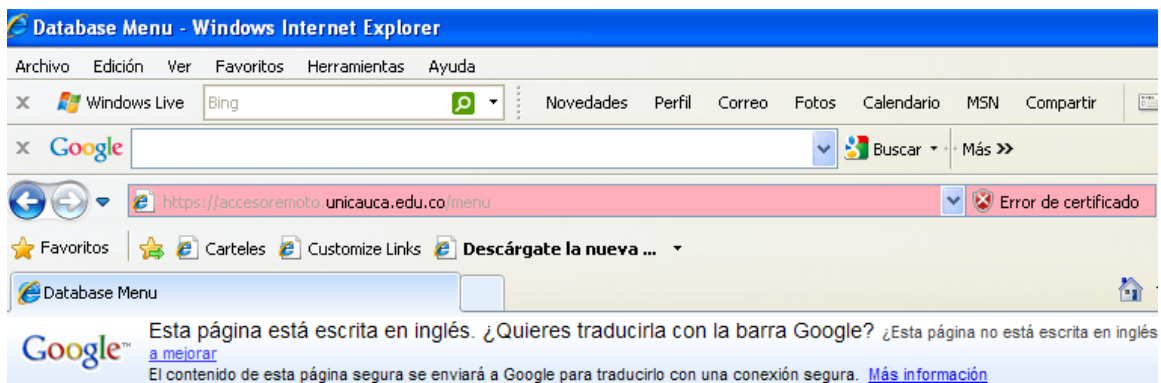 Database Menu - Windows Internet Explorer
Archivo Edición Ver Favoritos Herramientas Ayuda
x Windows Live Bing Novedades Perfil Correo Fotos Calendario MSN Compartir
x Google Buscar Más >>
https://accesoremoto.unicauca.edu.co/menu Error de certificado
Favoritos Carteles Customize Links Descárgate la nueva ...
Database Menu
Google™ Esta página está escrita en inglés. ¿Quieres traducirla con la barra Google? ¿Esta página no está escrita en inglés
a mejorar
El contenido de esta página segura se enviará a Google para traducirlo con una conexión segura. Más información